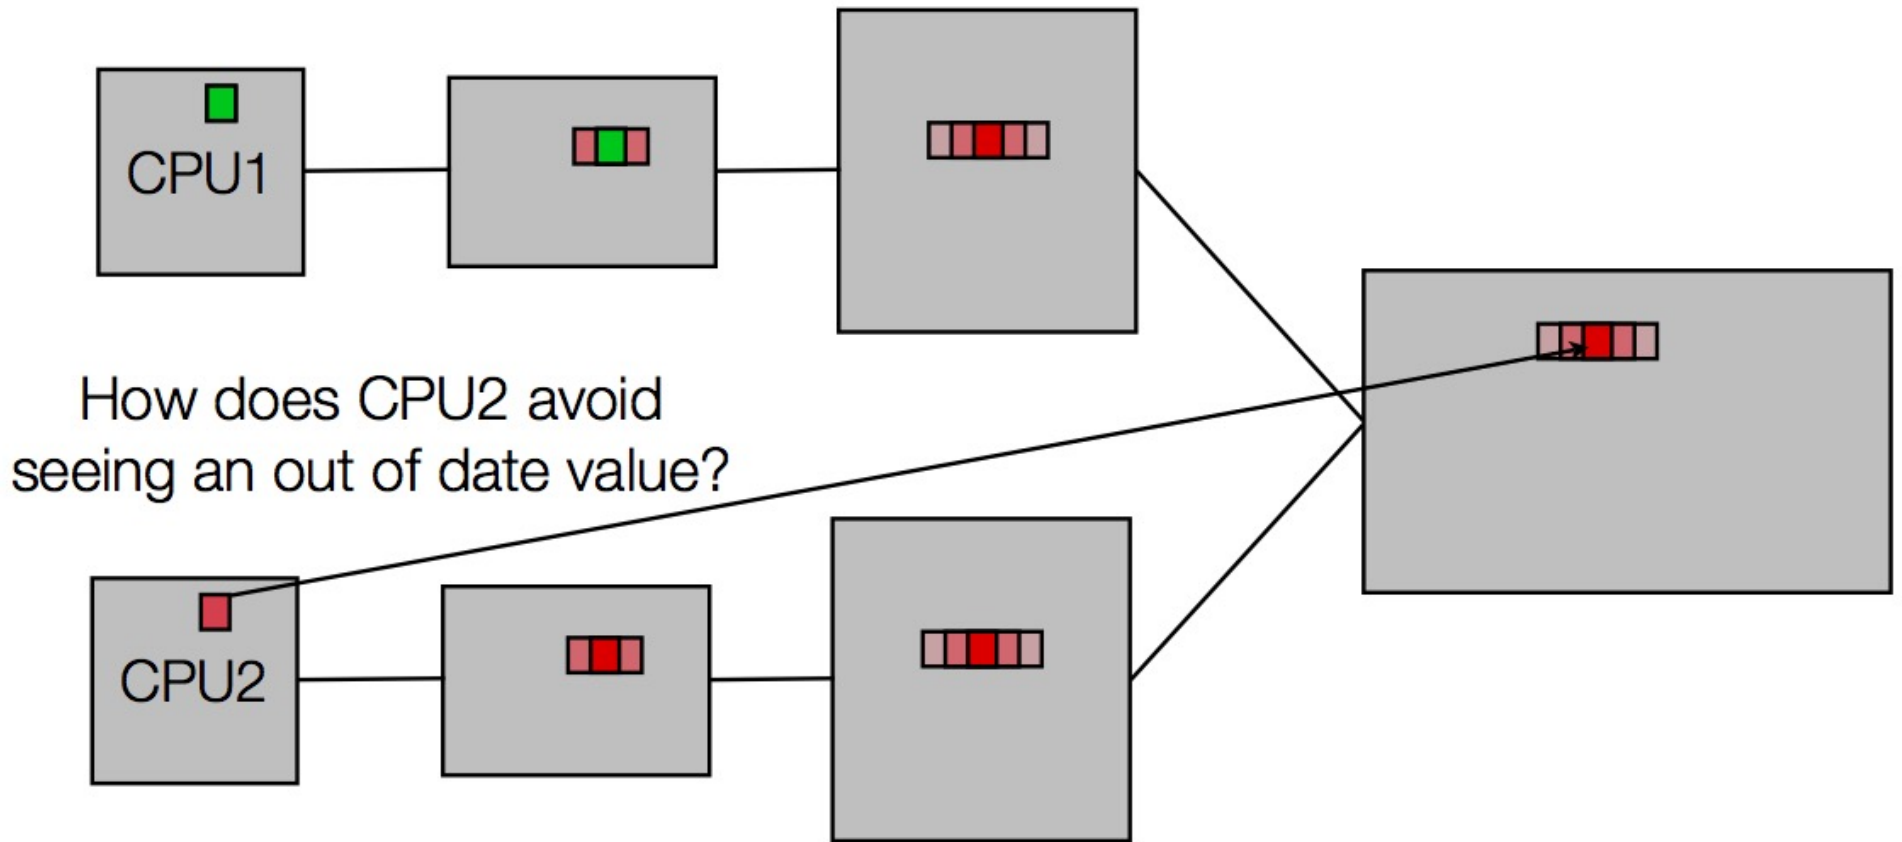 CPU1
How does CPU2 avoid
seeing an out of date value?
CPU2